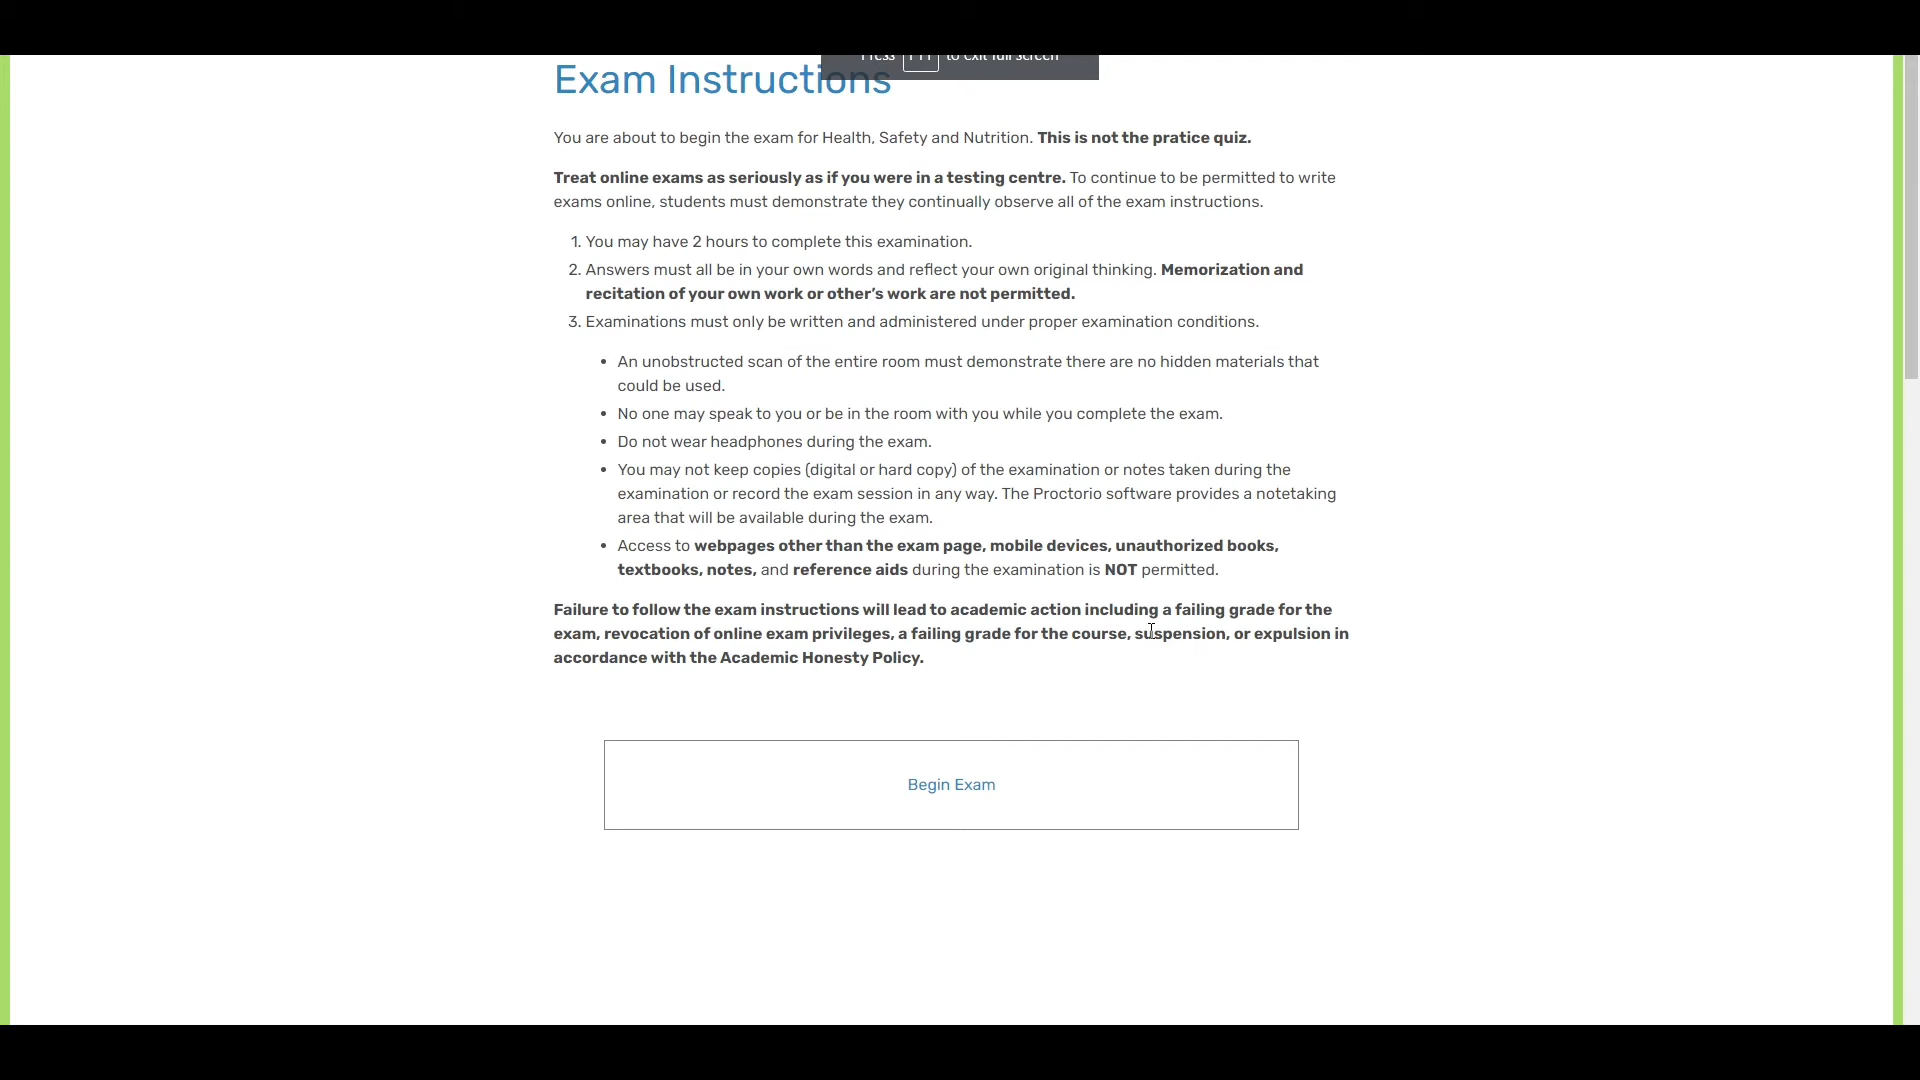 to exit full screen
Exam Instructions
You are about to begin the exam for Health, Safety and Nutrition. This is not the pratice quiz.
Treat online exams as seriously as if you were in a testing centre. To continue to be permitted to write
exams online, students must demonstrate they continually observe all of the exam instructions.
1. You may have 2 hours to complete this examination.
2. Answers must all be in your own words and reflect your own original thinking. Memorization and
recitation of your own work or other’s work are not permitted.
3. Examinations must only be written and administered under proper examination conditions.
• An unobstructed scan of the entire room must demonstrate there are no hidden materials that
could be used.
• No one may speak to you or be in the room with you while you complete the exam.
• Do not wear headphones during the exam.
• You may not keep copies (digital or hard copy) of the examination or notes taken during the
examination or record the exam session in any way. The Proctorio software provides a notetaking
area that will be available during the exam.
• Access to webpages other than the exam page, mobile devices, unauthorized books,
textbooks, notes, and reference aids during the examination is NOT permitted.
Failure to follow the exam instructions will lead to academic action including a failing grade for the
exam, revocation of online exam privileges, a failing grade for the course, suspension, or expulsion in
accordance with the Academic Honesty Policy.
Begin Exam